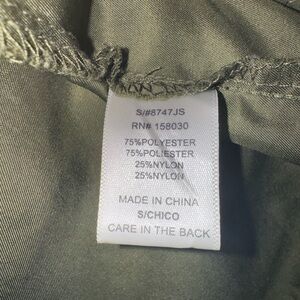 S/#8747JS
RN# 158030
75%POLYESTER
75%POLIESTER
25%NYLON
25%NYLON
MADE IN CHINA
S/CHICO
CARE IN THE BACK